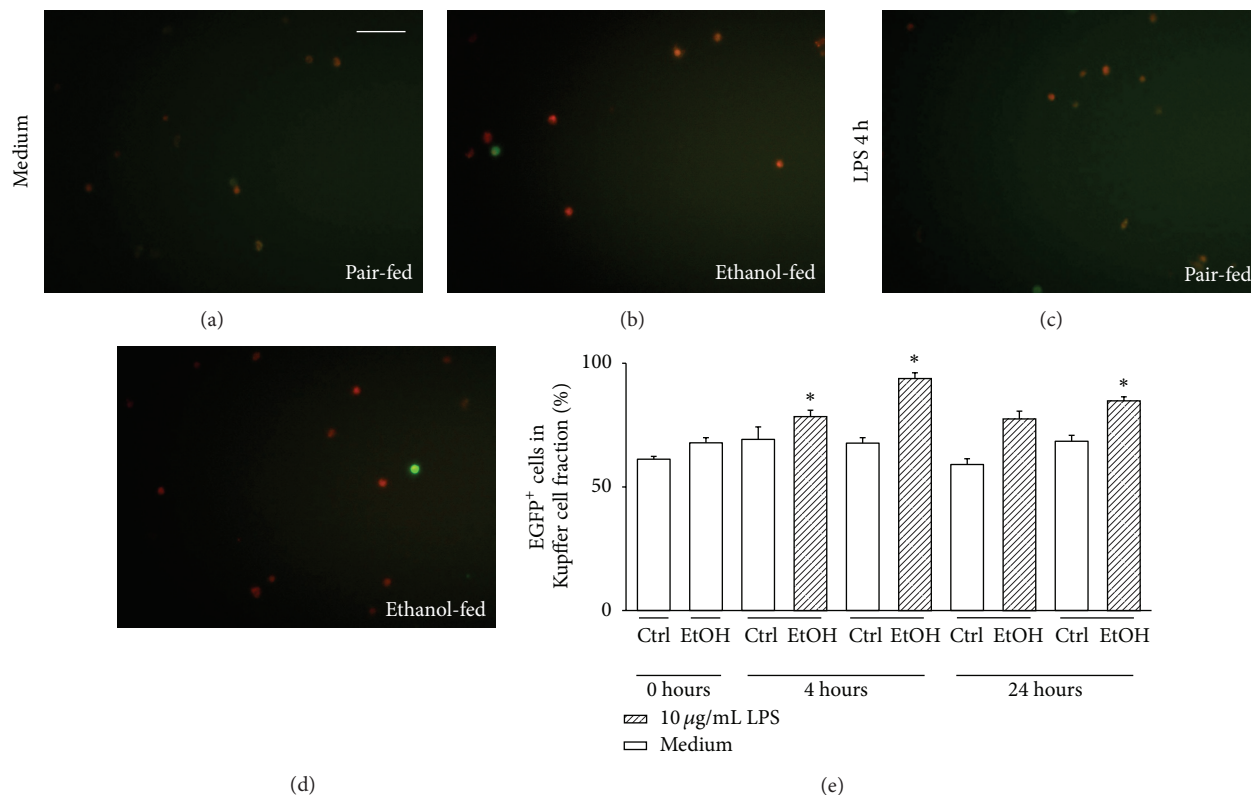 Medium
Pair-fed
Ethanol-fed
LPS 4 h
Pair-fed
(a)
(b)
(c)
Ethanol-fed
(d)
EGFP⁺ cells in
Kupffer cell fraction (%)
100
50
0
* * *
Ctrl EtOH Ctrl EtOH Ctrl EtOH Ctrl EtOH Ctrl EtOH
0 hours 4 hours 24 hours
10 μg/mL LPS
Medium
(e)